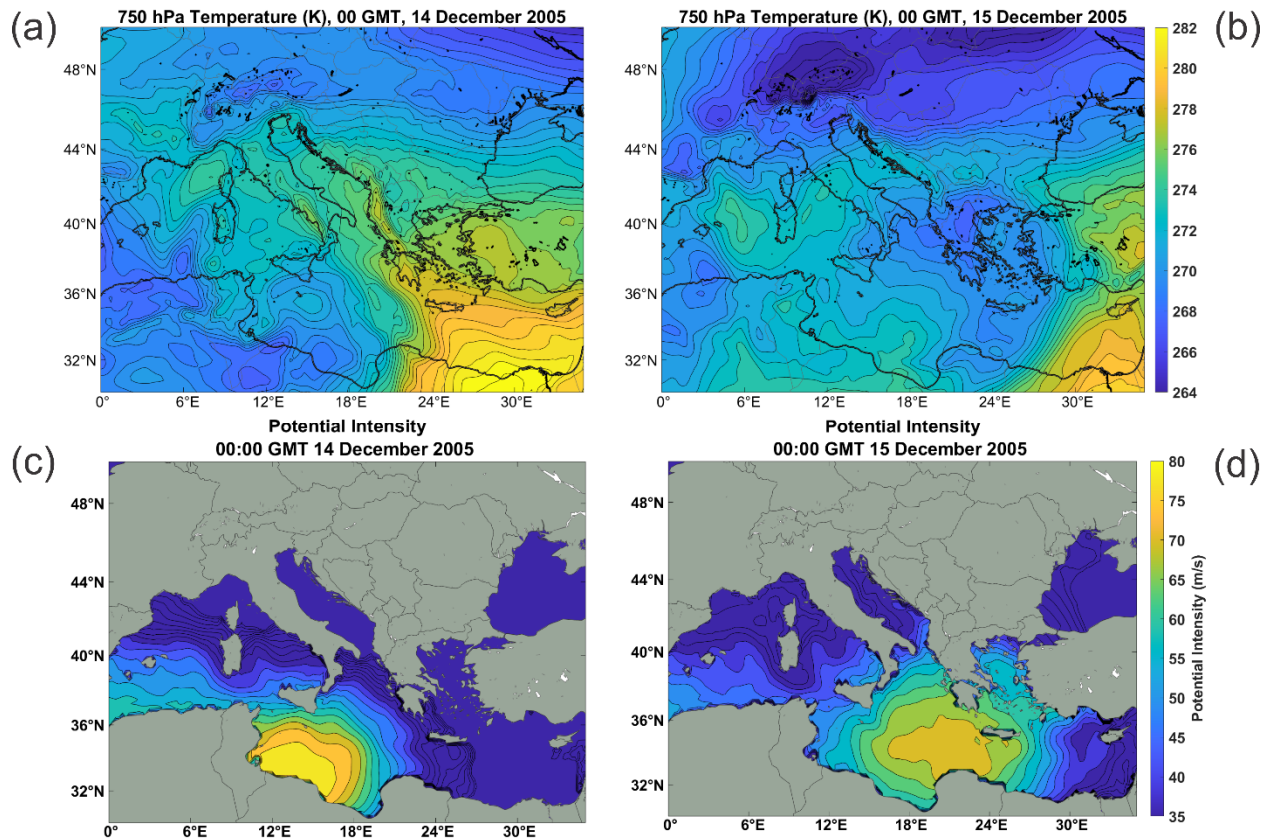 (a)
750 hPa Temperature (K), 00 GMT, 14 December 2005
48°N
44°N
40°N
36°N
32°N
0°
6°E
12°E
18°E
24°E
30°E
750 hPa Temperature (K), 00 GMT, 15 December 2005
(b)
48°N
44°N
40°N
36°N
32°N
0°
6°E
12°E
18°E
24°E
30°E
282
280
278
276
274
272
270
268
266
264
(c)
Potential Intensity
00:00 GMT 14 December 2005
48°N
44°N
40°N
36°N
32°N
0°
6°E
12°E
18°E
24°E
30°E
Potential Intensity
00:00 GMT 15 December 2005
(d)
48°N
44°N
40°N
36°N
32°N
0°
6°E
12°E
18°E
24°E
30°E
80
75
70
65
60
55
50
45
40
35
Potential Intensity (m/s)